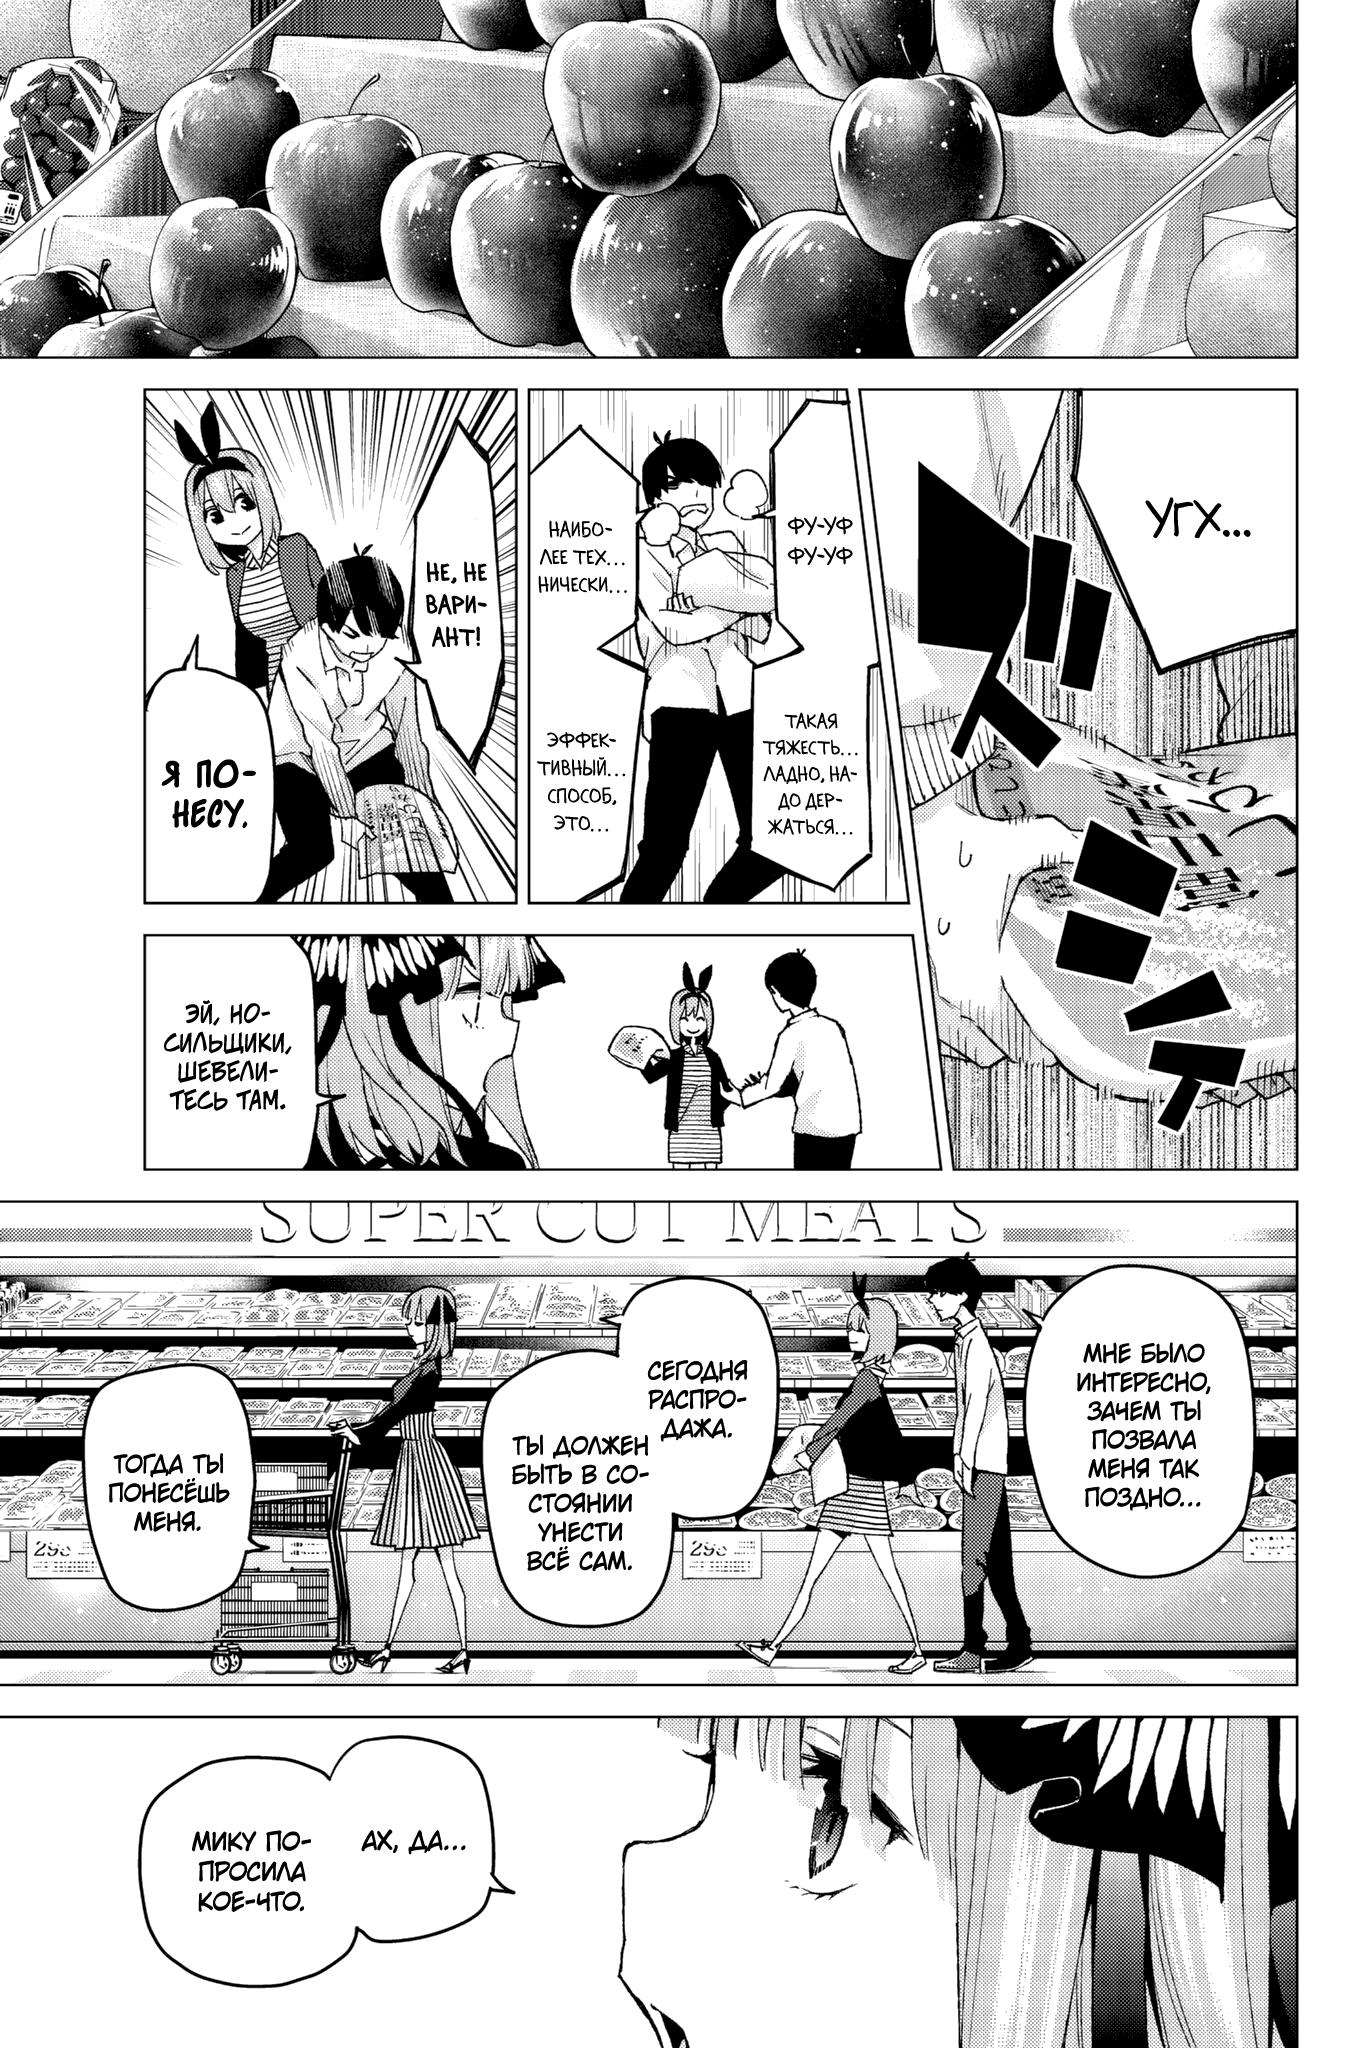 УГХ...
ФУ-УФ
ФУ-УФ
ТАКАЯ
ТЯЖЕСТЬ...
ЛАДНО, НА-
ДО ДЕР-
ЖАТЬСЯ...
НАИБО-
ЛЕЕ ТЕХ...
НИЧЕСКИ...
ЭФФЕК-
ТИВНЫЙ...
СПОСОБ,
ЭТО...
НЕ, НЕ
ВАРИ-
АНТ!
Я ПО-
НЕСУ.
ЭЙ, НО-
СИЛЬЩИКИ,
ШЕВЕЛИ-
ТЕСЬ ТАМ.
SUPER CUT MEATS
МНЕ БЫЛО
ИНТЕРЕСНО,
ЗАЧЕМ ТЫ
ПОЗВАЛА
МЕНЯ ТАК
ПОЗДНО...
СЕГОДНЯ
РАСПРО-
ДАЖА.
ТЫ ДОЛЖЕН
БЫТЬ В СО-
СТОЯНИИ
УНЕСТИ
ВСЁ САМ.
ТОГДА ТЫ
ПОНЕСЁШЬ
МЕНЯ.
298
298
АХ, ДА...
МИКУ ПО-
ПРОСИЛА
КОЕ-ЧТО.